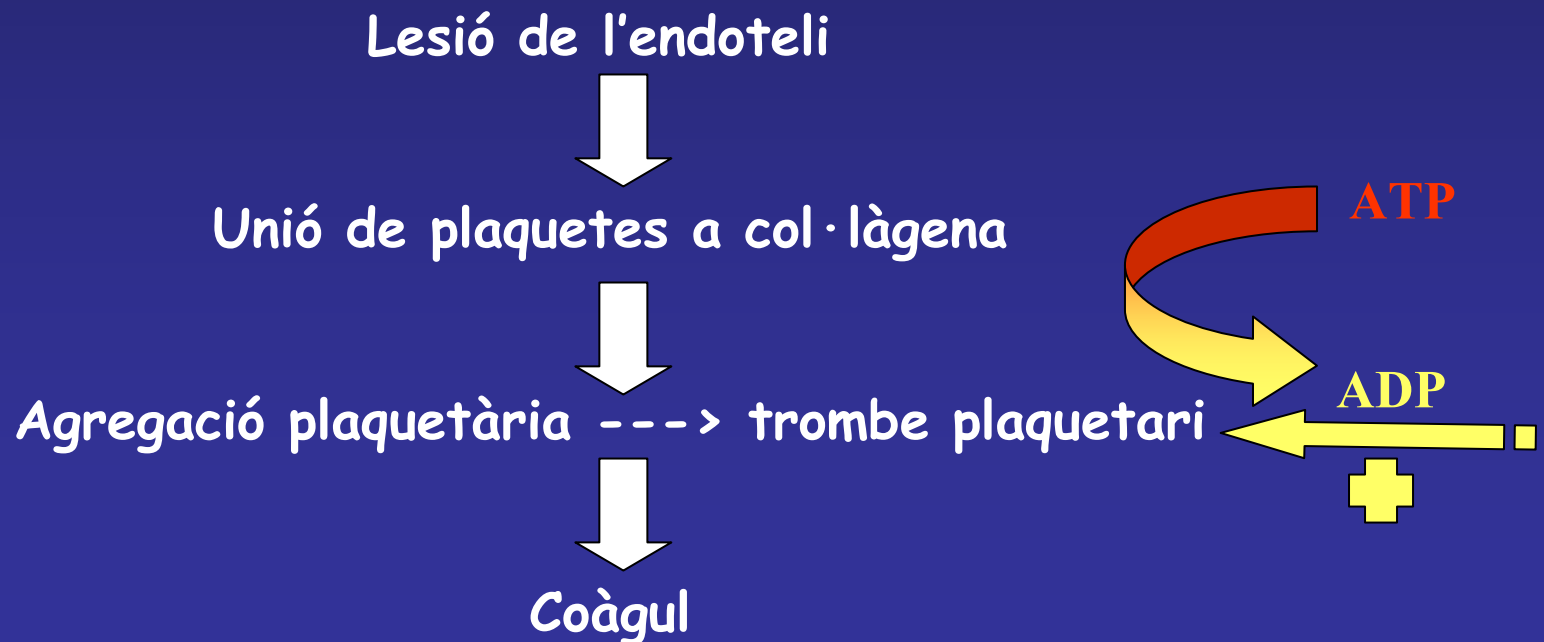 Lesió de l'endoteli
Unió de plaquetes a col·làgena
ATP
ADP
Agregació plaquetària ---> trombe plaquetari
Coàgul